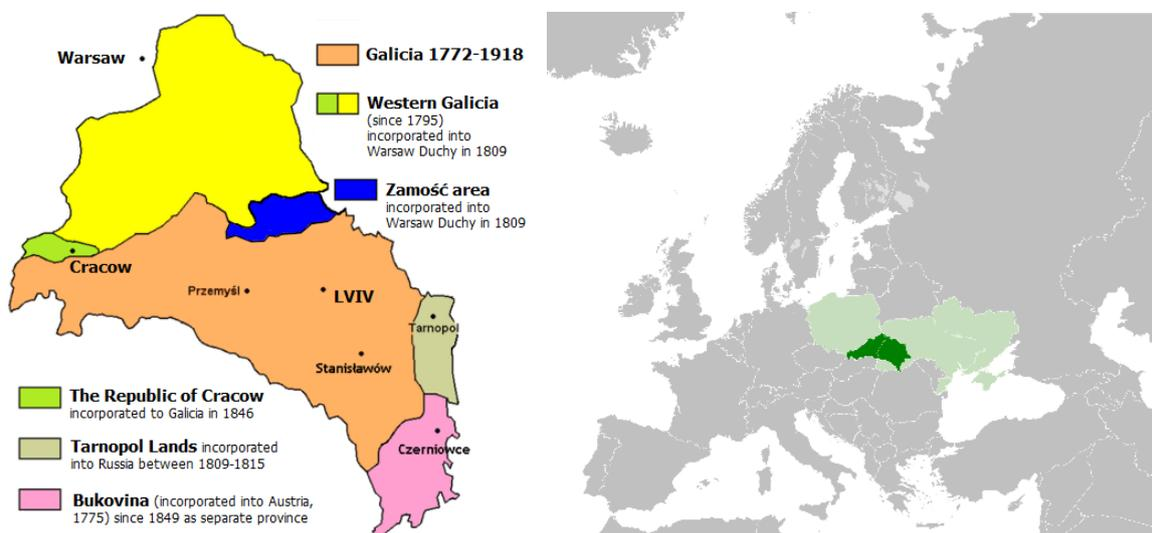 Warsaw
Galicia 1772-1918
Western Galicia
(since 1795)
incorporated into
Warsaw Duchy in 1809
Zamość area
incorporated into
Warsaw Duchy in 1809
Cracow
Przemyśl
LVIV
Tarnopol
Stanisławów
The Republic of Cracow
incorporated to Galicia in 1846
Tarnopol Lands incorporated
into Russia between 1809-1815
Czerniowce
Bukovina (incorporated into Austria,
1775) since 1849 as separate province